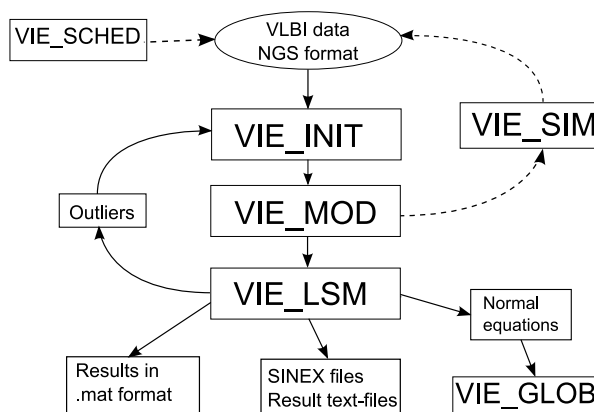 VIE_SCHED
VLBI data
NGS format
VIE_INIT
VIE_SIM
Outliers
VIE_MOD
VIE_LSM
Normal
equations
Results in
.mat format
SINEX files
Result text-files
VIE_GLOB